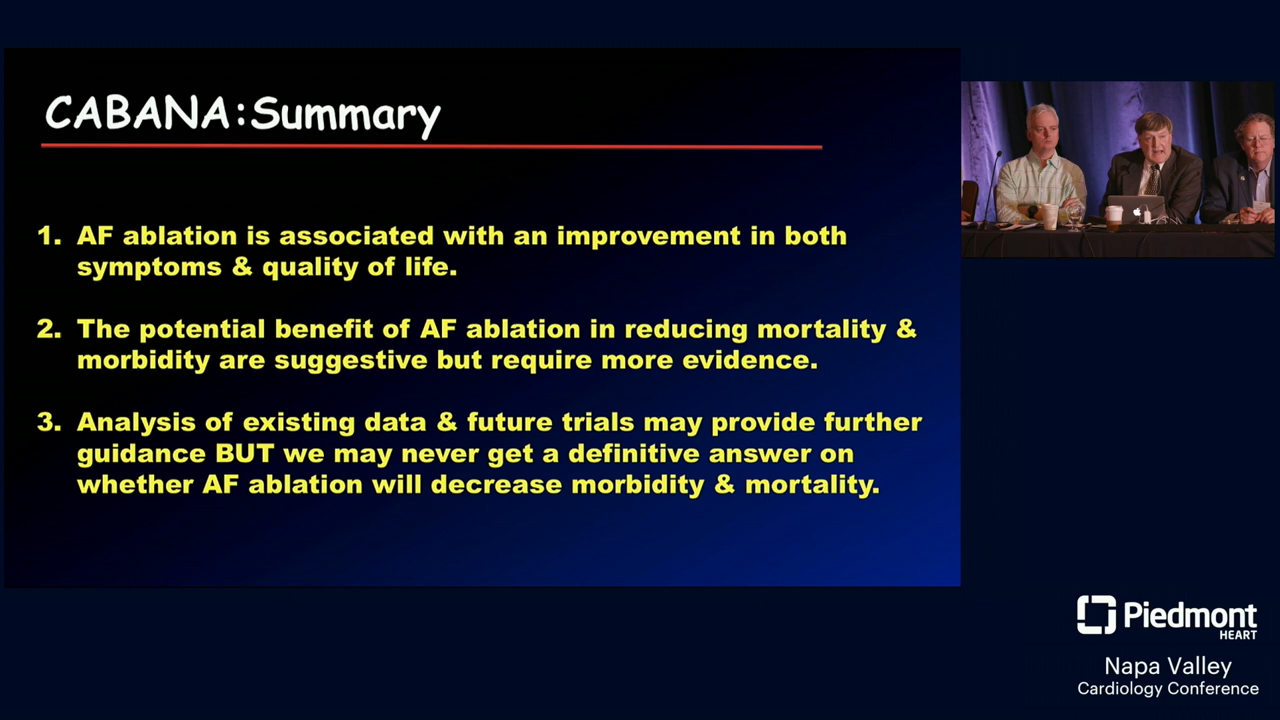 CABANA:Summary
1. AF ablation is associated with an improvement in both
symptoms & quality of life.
2. The potential benefit of AF ablation in reducing mortality &
morbidity are suggestive but require more evidence.
3. Analysis of existing data & future trials may provide further
guidance BUT we may never get a definitive answer on
whether AF ablation will decrease morbidity & mortality.
Piedmont
HEART
Napa Valley
Cardiology Conference